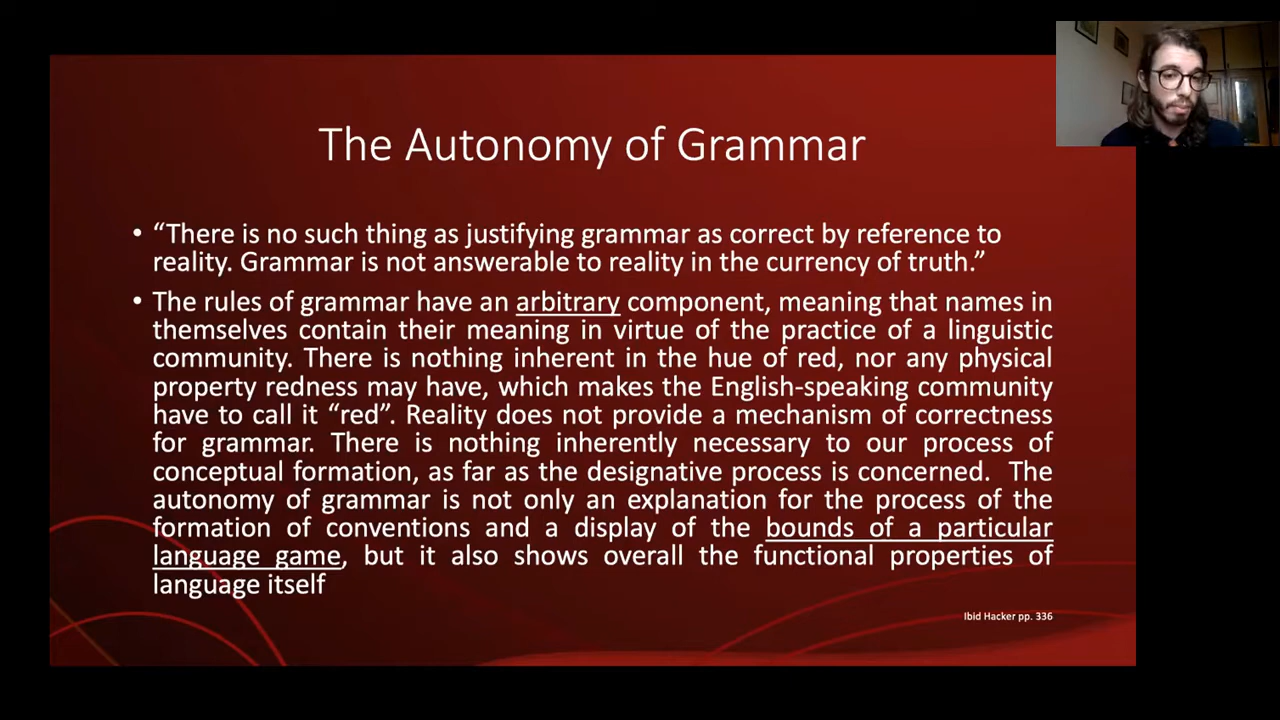 The Autonomy of Grammar
• “There is no such thing as justifying grammar as correct by reference to
reality. Grammar is not answerable to reality in the currency of truth.”
• The rules of grammar have an arbitrary component, meaning that names in
themselves contain their meaning in virtue of the practice of a linguistic
community. There is nothing inherent in the hue of red, nor any physical
property redness may have, which makes the English-speaking community
have to call it “red”. Reality does not provide a mechanism of correctness
for grammar. There is nothing inherently necessary to our process of
conceptual formation, as far as the designative process is concerned. The
autonomy of grammar is not only an explanation for the process of the
formation of conventions and a display of the bounds of a particular
language game, but it also shows overall the functional properties of
language itself
Ibid Hacker pp. 336